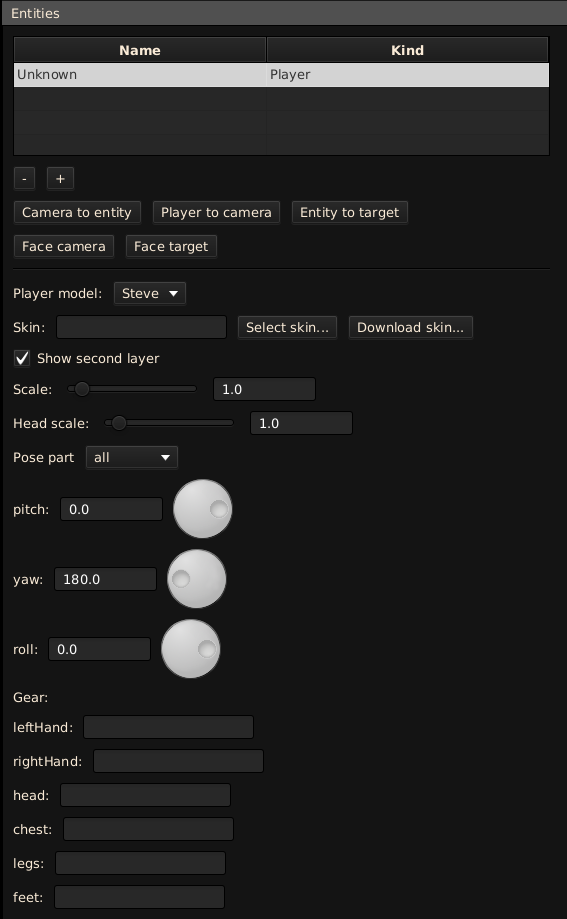 Entities
Name Kind
Unknown Player
- +
Camera to entity Player to camera Entity to target
Face camera Face target
Player model: Steve
Skin: Select skin... Download skin...
Show second layer
Scale: 1.0
Head scale: 1.0
Pose part all
pitch: 0.0
yaw: 180.0
roll: 0.0
Gear:
leftHand:
rightHand:
head:
chest:
legs:
feet: